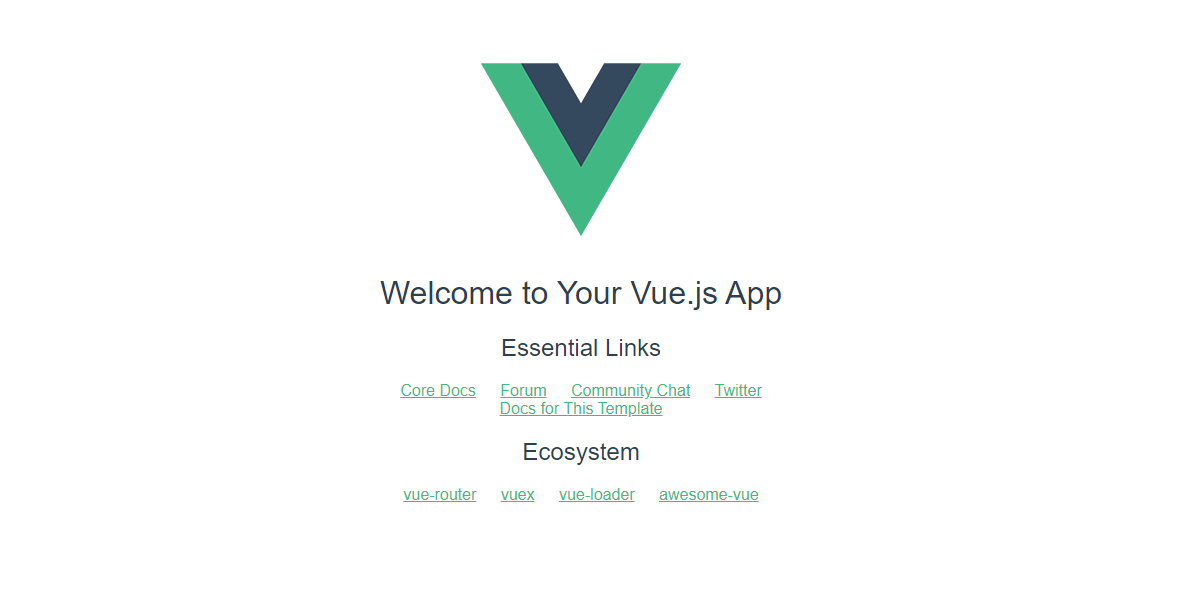 Welcome to Your Vue.js App
Essential Links
Core Docs Forum Community Chat Twitter
Docs for This Template
Ecosystem
vue-router vuex vue-loader awesome-vue